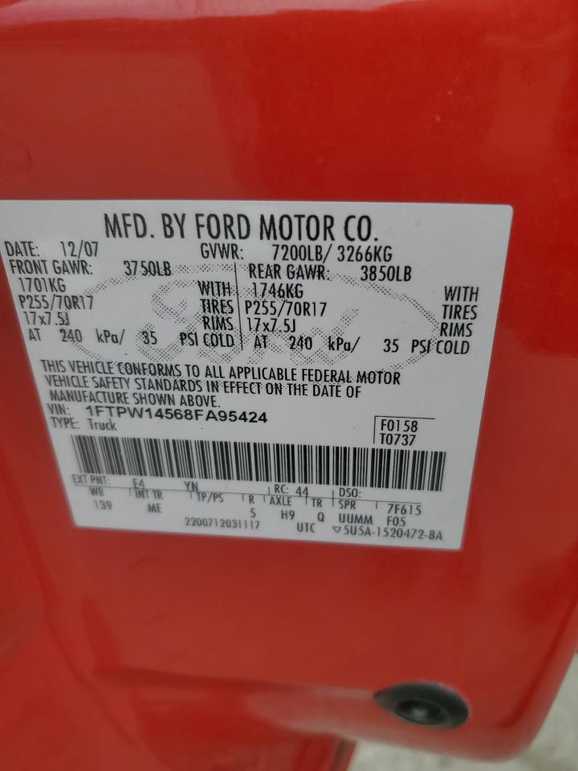 MFD. BY FORD MOTOR CO.
DATE: 12/07 GVWR: 7200LB/ 3266KG
FRONT GAWR: 3750LB REAR GAWR: 3850LB
1701KG WITH 1746KG WITH
P255/70R17 TIRES P255/70R17 TIRES
17x7.5J RIMS 17x7.5J RIMS
AT 240 kPa/ 35 PSI COLD AT 240 kPa/ 35 PSI COLD
Ford
THIS VEHICLE CONFORMS TO ALL APPLICABLE FEDERAL MOTOR
VEHICLE SAFETY STANDARDS IN EFFECT ON THE DATE OF
MANUFACTURE SHOWN ABOVE.
VIN: 1FTPW14568FA95424
TYPE: Truck
F0158
T0737
EXT PNT: E4 YN RC: 44 DSO:
WB INT TR TP/PS R AXLE TR SPR 7F615
139 ME 5 H9 Q UUMM F05
2200712031117 UTC ▽5U5A-1520472-BA